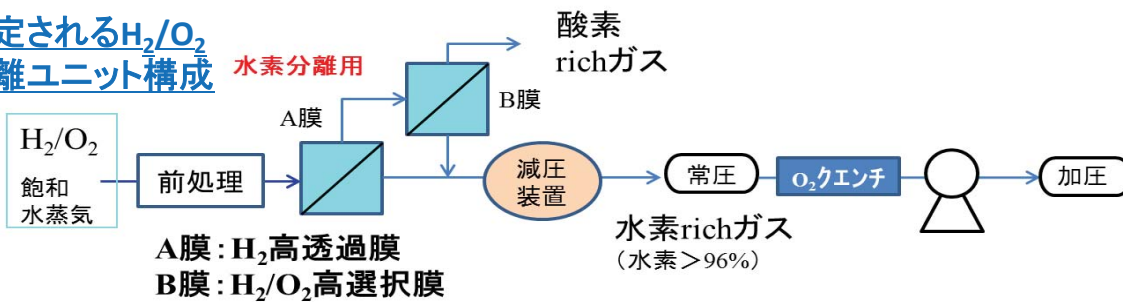 定されるH₂/O₂
離ユニット構成
水素分離用
酸素
richガス
A膜
B膜
H₂/O₂
飽和
水蒸気
前処理
減圧
装置
常圧
O₂クエンチ
加圧
水素richガス
（水素＞96%）
A膜：H₂高透過膜
B膜：H₂/O₂高選択膜